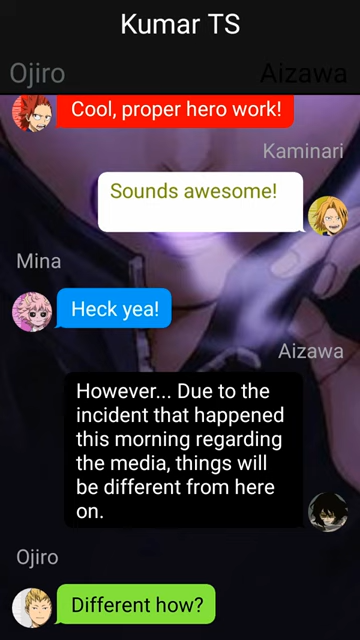 Kumar TS
Ojiro
Aizawa
Cool, proper hero work!
Kaminari
Sounds awesome!
Mina
Heck yea!
Aizawa
However... Due to the
incident that happened
this morning regarding
the media, things will
be different from here
on.
Ojiro
Different how?